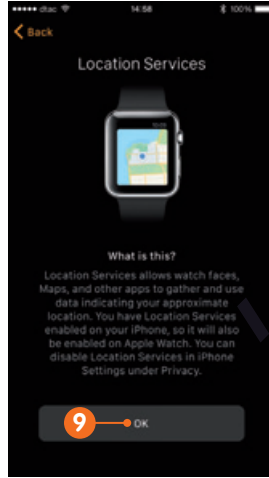 dtac 14:58 100%
Back
Location Services
10:09
What is this?
Location Services allows watch faces,
Maps, and other apps to gather and use
data indicating your approximate
location. You have Location Services
enabled on your iPhone, so it will also
be enabled on Apple Watch. You can
disable Location Services in iPhone
Settings under Privacy.
9 OK